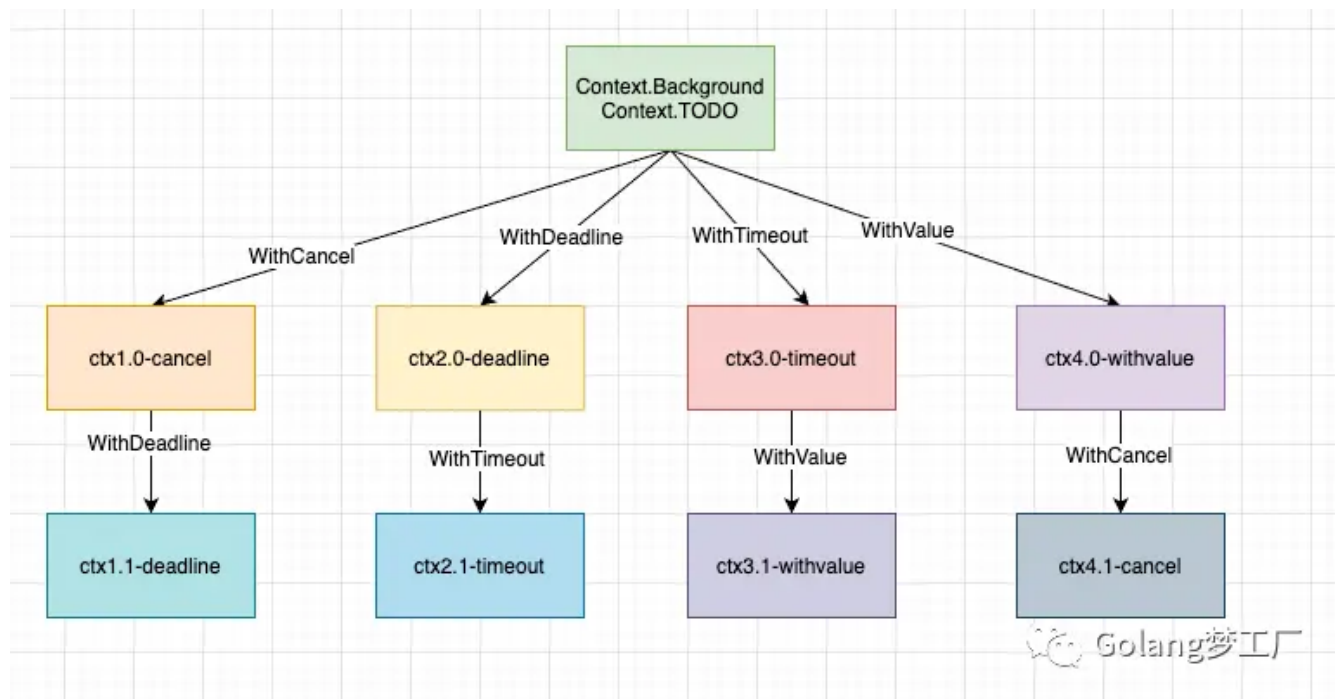 Context.Background
Context.TODO
WithCancel
WithDeadline
WithTimeout
WithValue
ctx1.0-cancel
ctx2.0-deadline
ctx3.0-timeout
ctx4.0-withvalue
WithDeadline
WithTimeout
WithValue
WithCancel
ctx1.1-deadline
ctx2.1-timeout
ctx3.1-withvalue
ctx4.1-cancel
Golang梦工厂